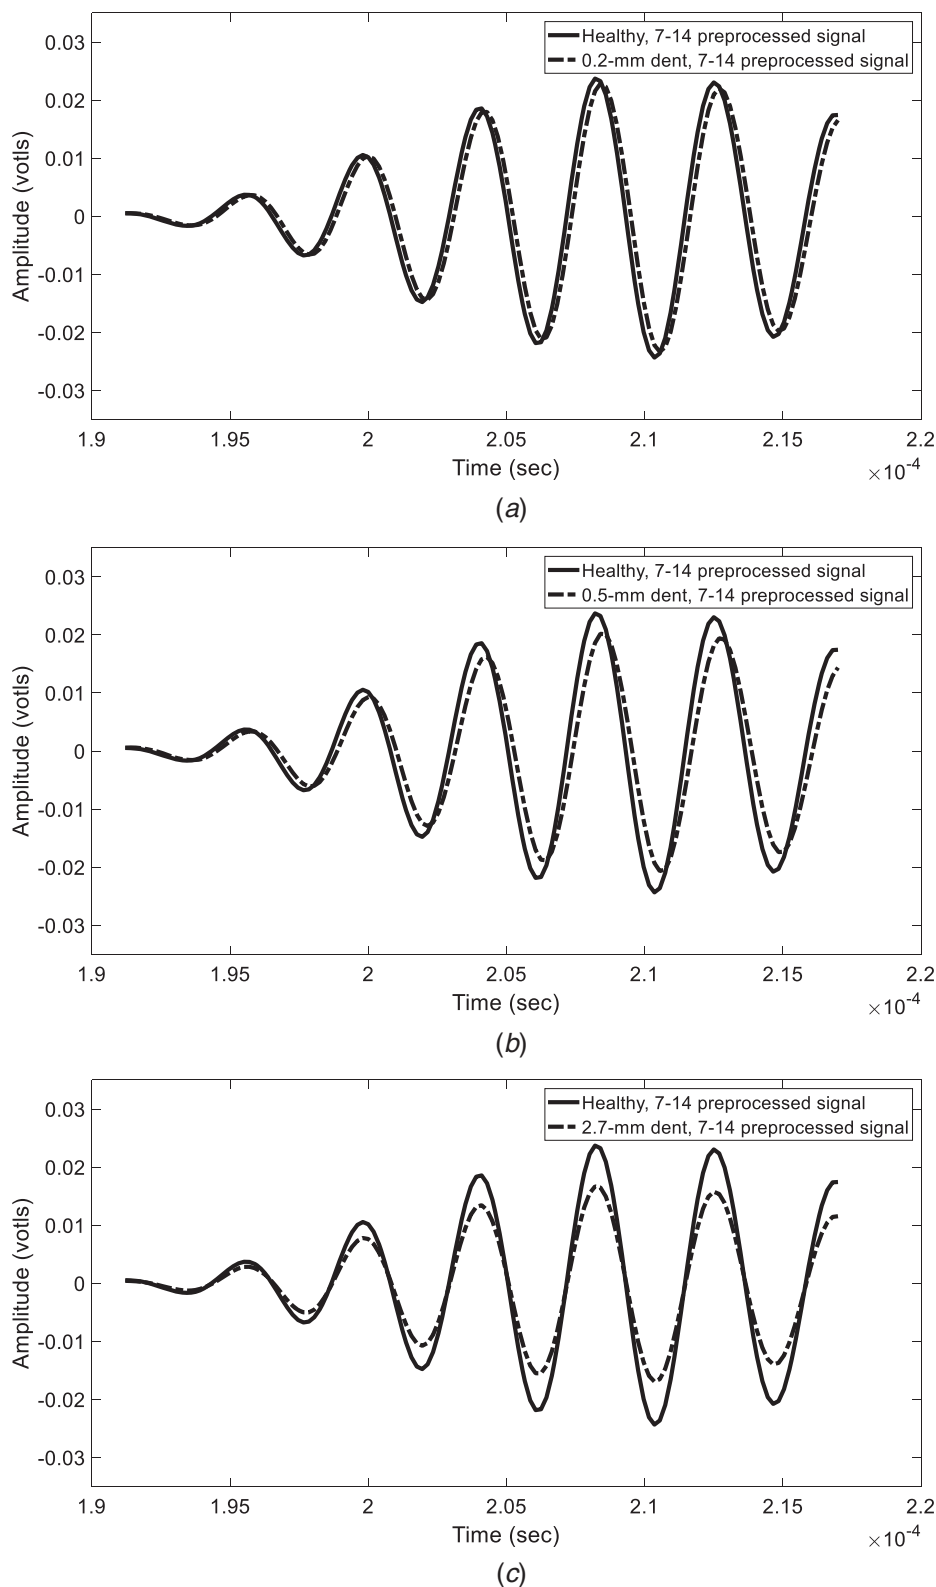 Healthy, 7-14 preprocessed signal
0.2-mm dent, 7-14 preprocessed signal
0.03
0.02
0.01
0
-0.01
-0.02
-0.03
Amplitude (votls)
1.9 1.95 2 2.05 2.1 2.15 2.2
Time (sec)
×10-4
(a)
Healthy, 7-14 preprocessed signal
0.5-mm dent, 7-14 preprocessed signal
0.03
0.02
0.01
0
-0.01
-0.02
-0.03
Amplitude (votls)
1.9 1.95 2 2.05 2.1 2.15 2.2
Time (sec)
×10-4
(b)
Healthy, 7-14 preprocessed signal
2.7-mm dent, 7-14 preprocessed signal
0.03
0.02
0.01
0
-0.01
-0.02
-0.03
Amplitude (votls)
1.9 1.95 2 2.05 2.1 2.15 2.2
Time (sec)
×10-4
(c)